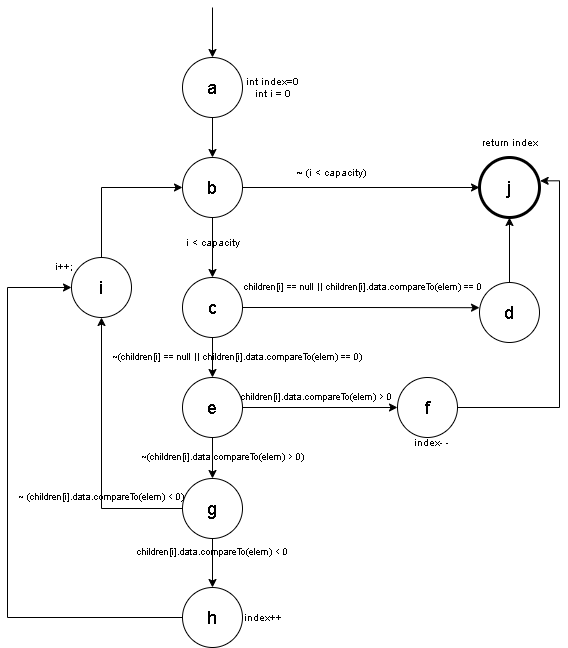 a
int index=0
int i = 0
return index
b
~ (i < capacity)
j
i < capacity
i++;
i
children[i] == null || children[i].data.compareTo(elem) == 0
c
d
~(children[i] == null || children[i].data.compareTo(elem) == 0)
children[i].data.compareTo(elem) > 0
e
f
index--
~(children[i].data.compareTo(elem) > 0)
~ (children[i].data.compareTo(elem) < 0)
g
children[i].data.compareTo(elem) < 0
h
index++